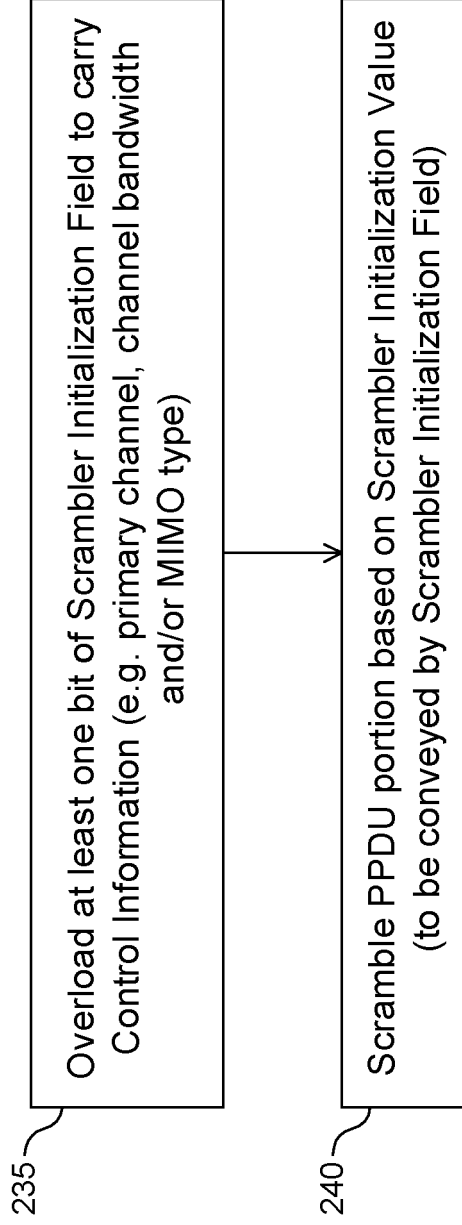 235
Overload at least one bit of Scrambler Initialization Field to carry
Control Information (e.g. primary channel, channel bandwidth
and/or MIMO type)
240
Scramble PPDU portion based on Scrambler Initialization Value
(to be conveyed by Scrambler Initialization Field)